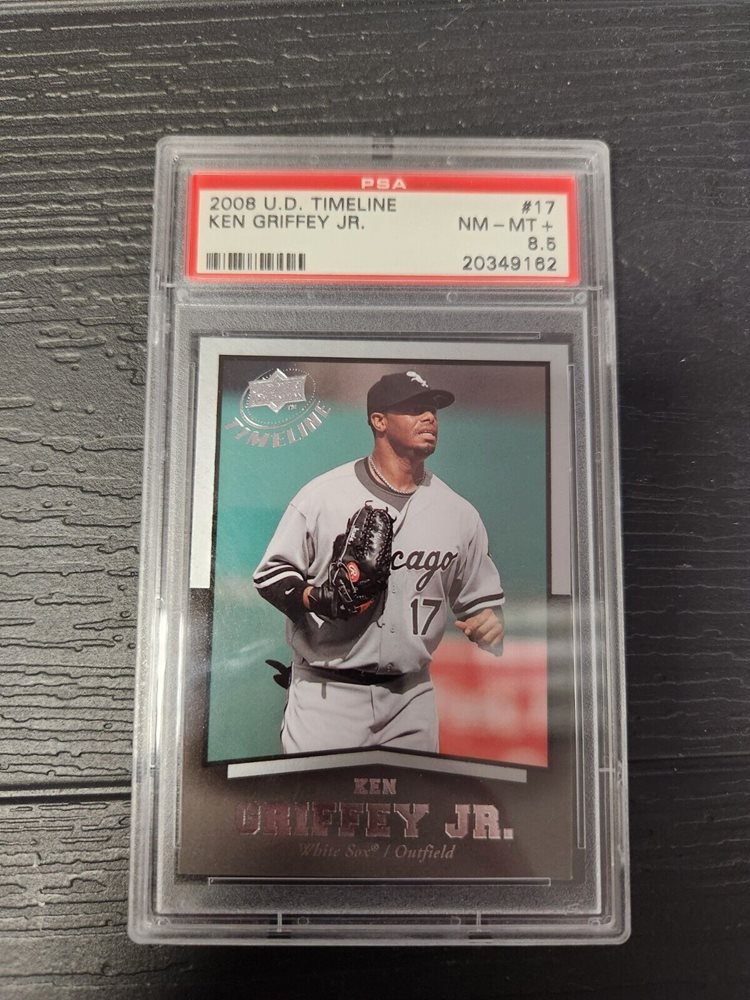 PSA
2008 U.D. TIMELINE #17
KEN GRIFFEY JR. NM-MT+
8.5
20349162
TIMELINE
cago
17
KEN
GRIFFEY JR.
White Sox® / Outfield